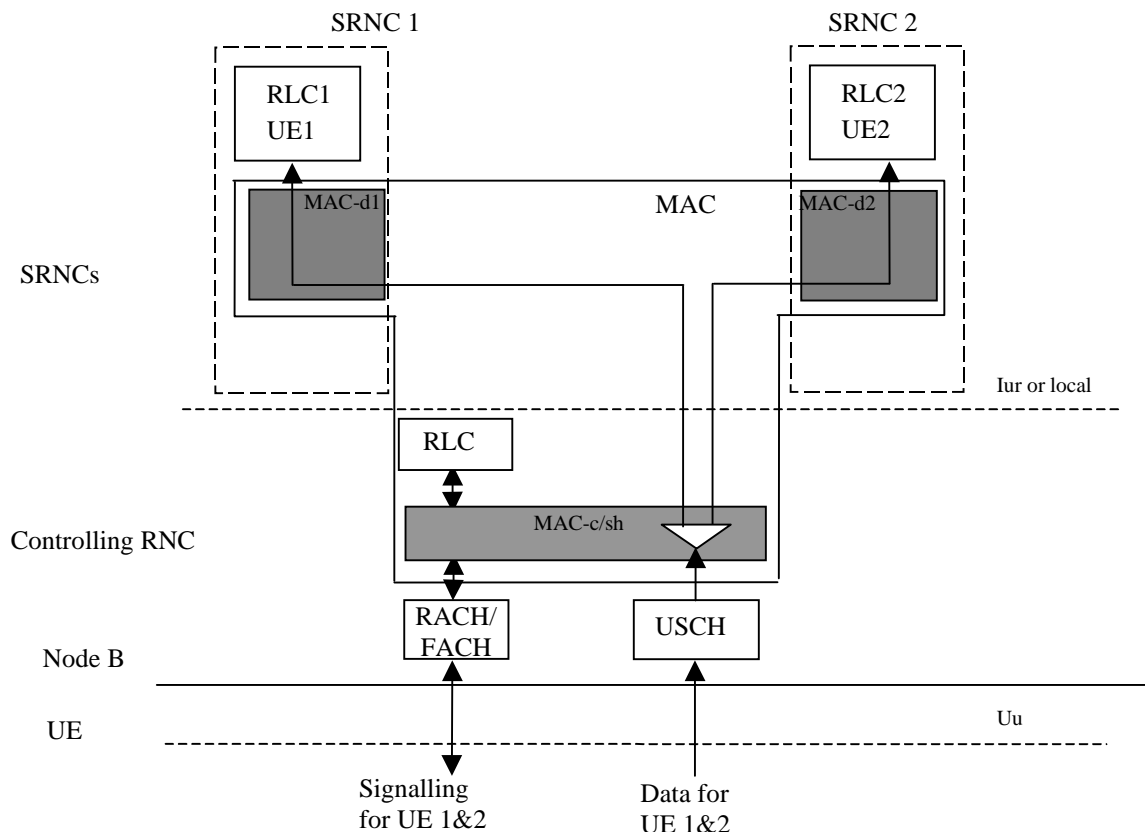 SRNC 1
SRNC 2
RLC1
UE1
RLC2
UE2
MAC-d1
MAC
MAC-d2
SRNCs
Iur or local
RLC
MAC-c/sh
Controlling RNC
RACH/
FACH
USCH
Node B
Uu
UE
Signalling
for UE 1&2
Data for
UE 1&2